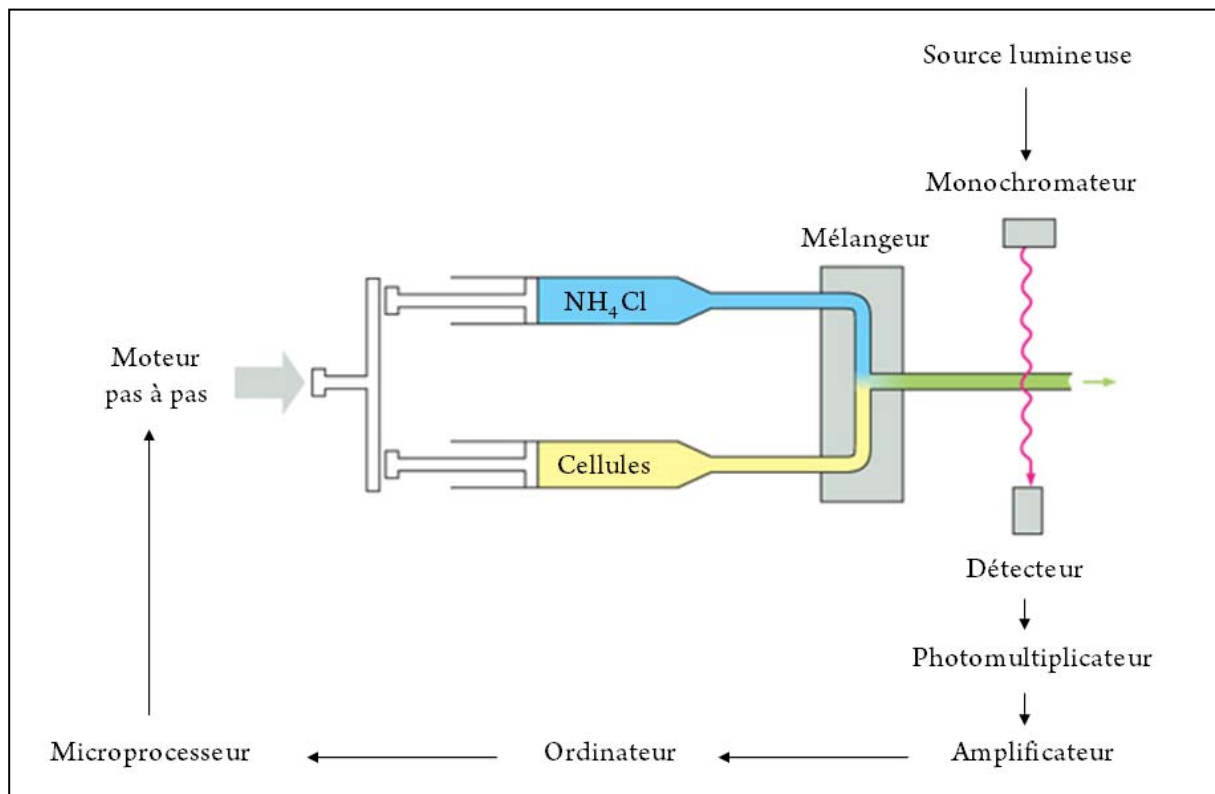 Source lumineuse
Monochromateur
Mélangeur
NH₄Cl
Moteur
pas à pas
Cellules
Détecteur
Photomultiplicateur
Microprocesseur
Ordinateur
Amplificateur